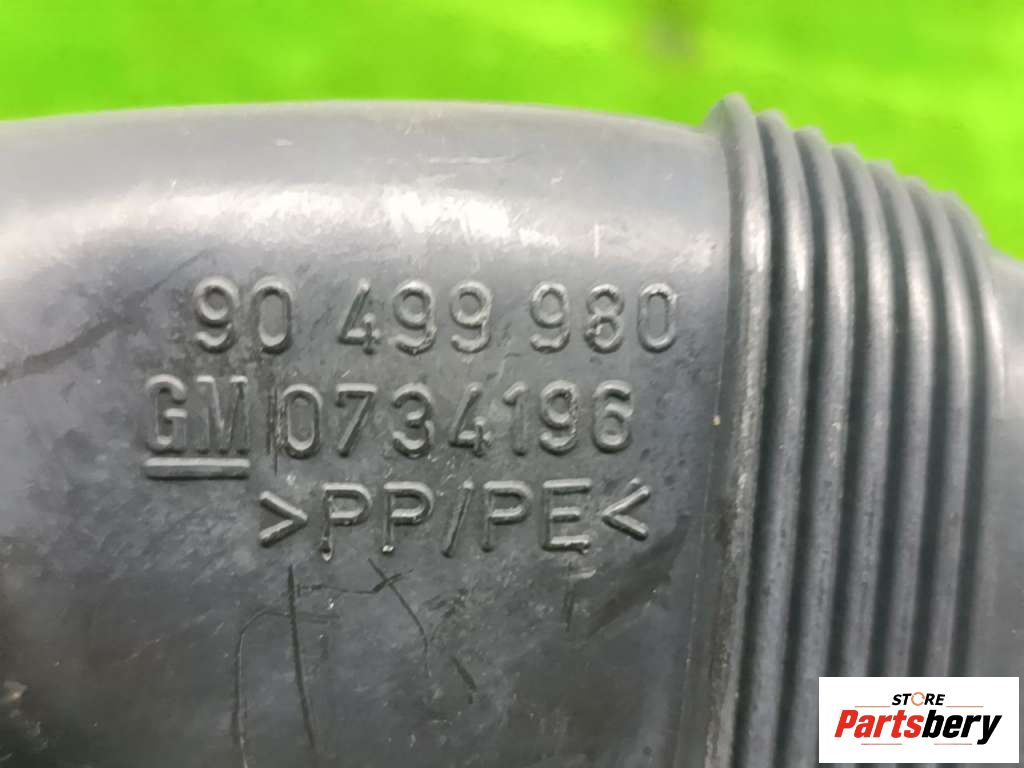 90 499 980
GM 0734196
>PP/PE<
STORE
Partsbery